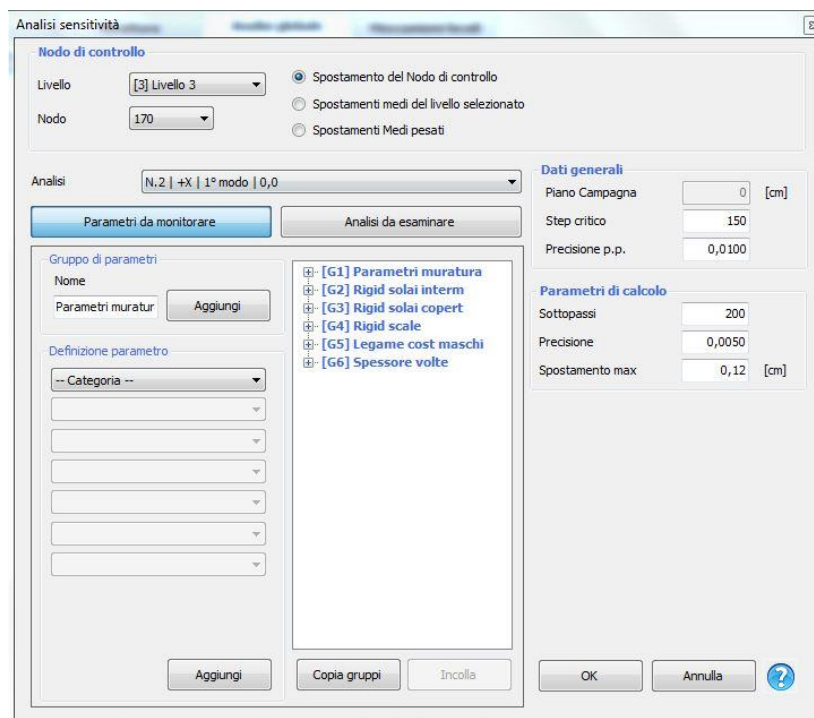 Analisi sensitività
Nodo di controllo
Livello
[3] Livello 3
Nodo
170
Spostamento del Nodo di controllo
Spostamenti medi del livello selezionato
Spostamenti Medi pesati
Analisi
N.2 | +X | 1° modo | 0,0
Parametri da monitorare
Analisi da esaminare
Gruppo di parametri
Nome
Parametri muratur
Aggiungi
Definizione parametro
-- Categoria --
Aggiungi
[G1] Parametri muratura
[G2] Rigid solai interm
[G3] Rigid solai copert
[G4] Rigid scale
[G5] Legame cost maschi
[G6] Spessore volte
Copia gruppi
Incolla
Dati generali
Piano Campagna 0 [cm]
Step critico 150
Precisione p.p. 0,0100
Parametri di calcolo
Sottopassi 200
Precisione 0,0050
Spostamento max 0,12 [cm]
OK
Annulla
?